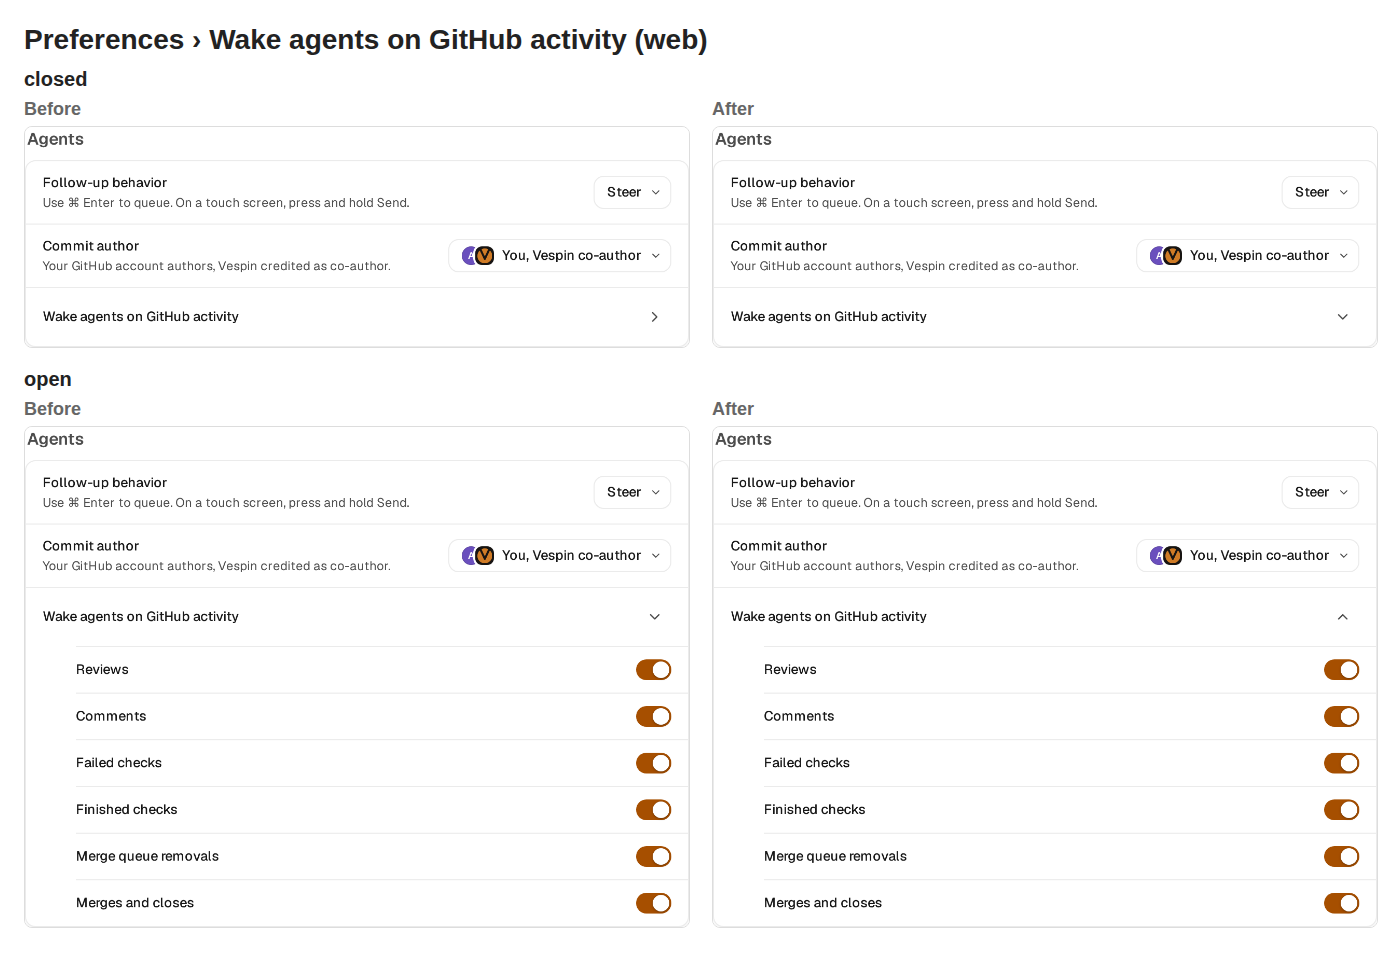 Preferences › Wake agents on GitHub activity (web)
closed
Before
Agents
Follow-up behavior
Use ⌘ Enter to queue. On a touch screen, press and hold Send.
Steer
Commit author
Your GitHub account authors, Vespin credited as co-author.
A V You, Vespin co-author
Wake agents on GitHub activity
After
Agents
Follow-up behavior
Use ⌘ Enter to queue. On a touch screen, press and hold Send.
Steer
Commit author
Your GitHub account authors, Vespin credited as co-author.
A V You, Vespin co-author
Wake agents on GitHub activity
open
Before
Agents
Follow-up behavior
Use ⌘ Enter to queue. On a touch screen, press and hold Send.
Steer
Commit author
Your GitHub account authors, Vespin credited as co-author.
A V You, Vespin co-author
Wake agents on GitHub activity
Reviews
Comments
Failed checks
Finished checks
Merge queue removals
Merges and closes
After
Agents
Follow-up behavior
Use ⌘ Enter to queue. On a touch screen, press and hold Send.
Steer
Commit author
Your GitHub account authors, Vespin credited as co-author.
A V You, Vespin co-author
Wake agents on GitHub activity
Reviews
Comments
Failed checks
Finished checks
Merge queue removals
Merges and closes